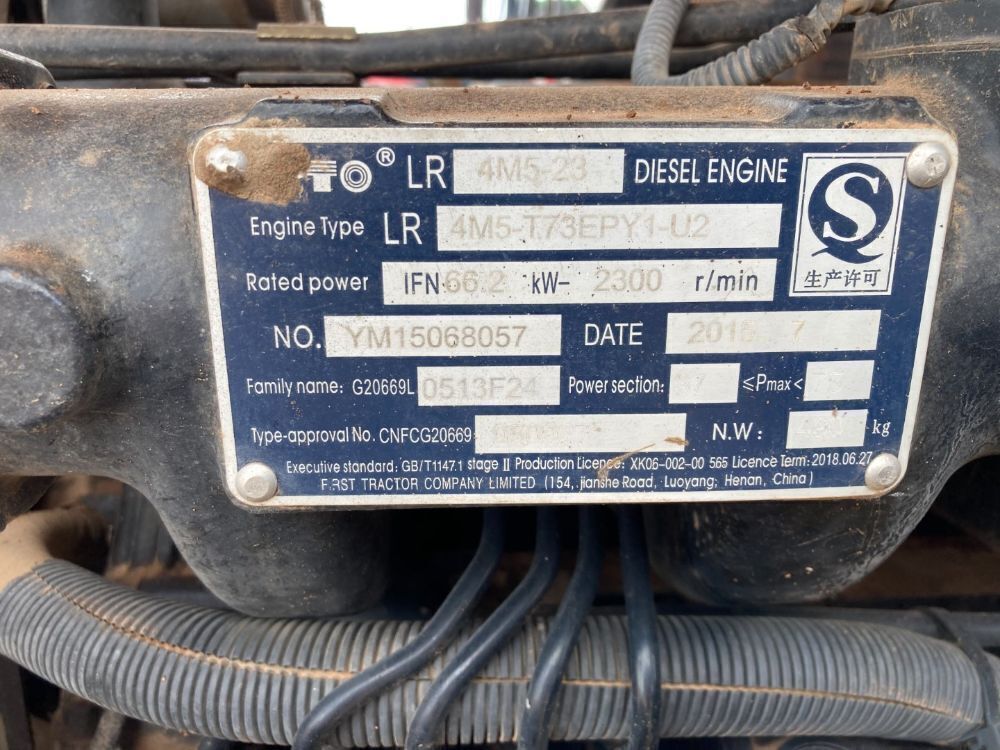 TO® LR 4M5-23 DIESEL ENGINE
Engine Type LR 4M5-T73EPY1-U2
S
Q
生产许可
Rated power IFN 66.2 kW- 2300 r/min
NO. YM15068057 DATE 7
Family name: G20669L 0513F24 Power section: ≤Pmax<
Type-approval No. CNFCG20669 N.W: kg
Executive standard: GB/T1147.1 stage II Production Licence: XK06-002-00 565 Licence Term: 2018.06.27
FIRST TRACTOR COMPANY LIMITED (154, jianshe Road, Luoyang, Henan, China)